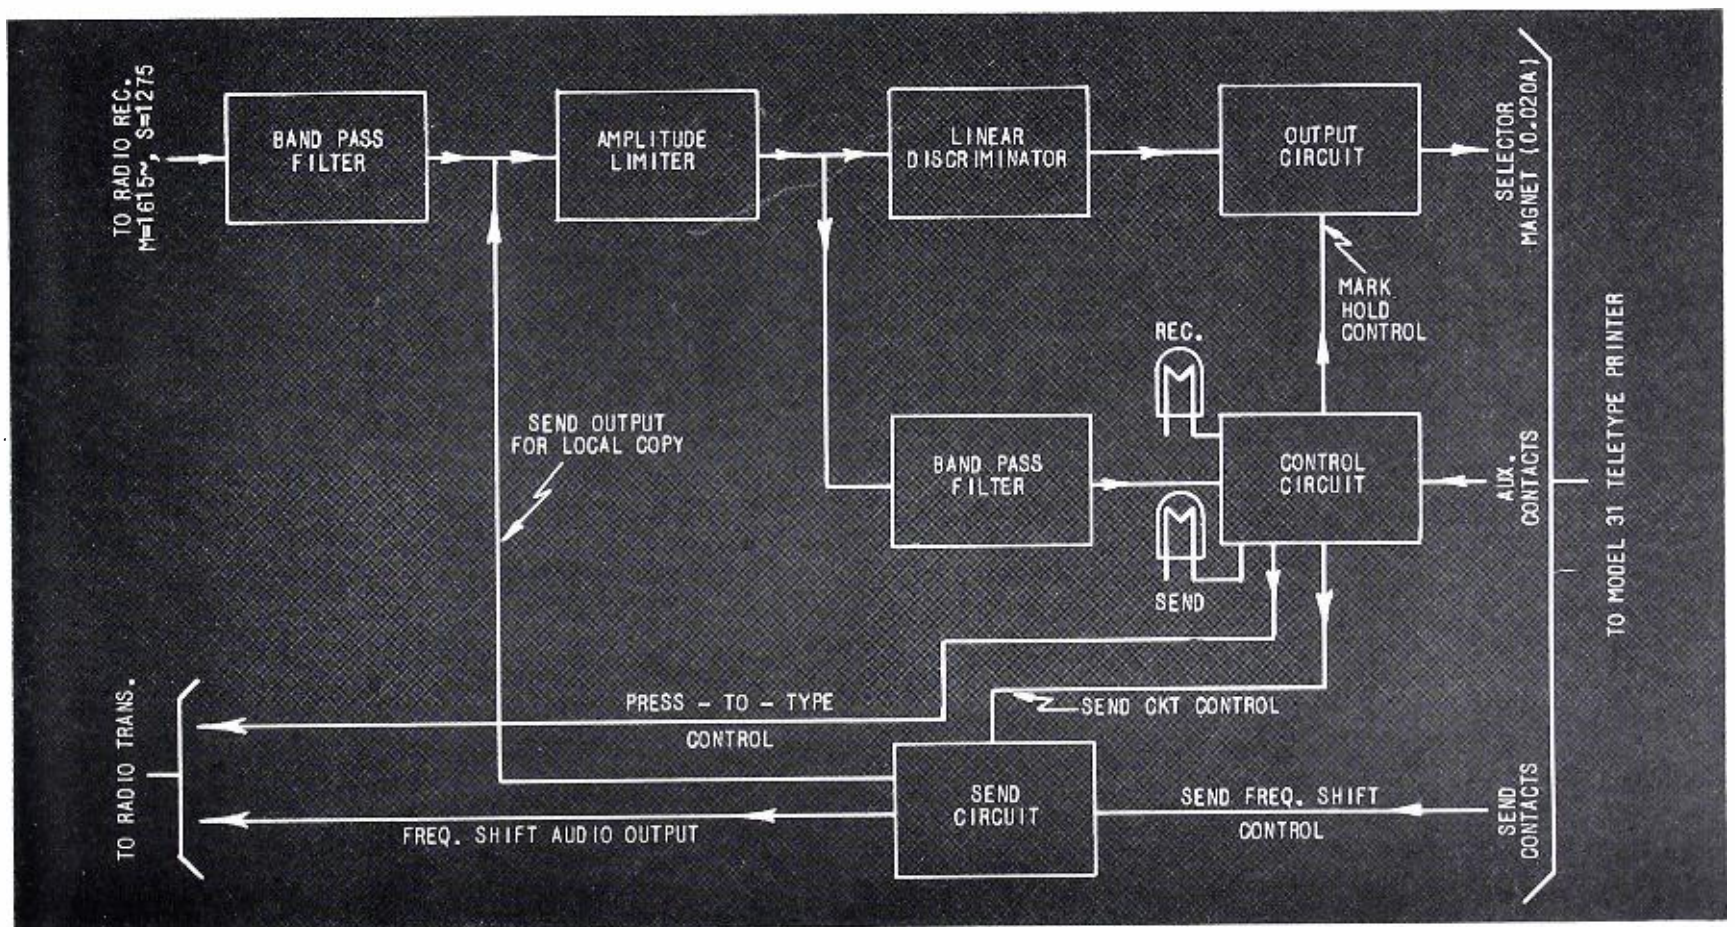 TO RADIO REC.
M=1615~, S=1275
BAND PASS
FILTER
AMPLITUDE
LIMITER
LINEAR
DISCRIMINATOR
OUTPUT
CIRCUIT
SELECTOR
MAGNET (0.020A)
MARK
HOLD
CONTROL
REC.
SEND OUTPUT
FOR LOCAL COPY
BAND PASS
FILTER
CONTROL
CIRCUIT
AUX.
CONTACTS
TO MODEL 31 TELETYPE PRINTER
SEND
PRESS - TO - TYPE
CONTROL
SEND CKT CONTROL
TO RADIO TRANS.
SEND
CIRCUIT
SEND FREQ. SHIFT
CONTROL
SEND
CONTACTS
FREQ. SHIFT AUDIO OUTPUT